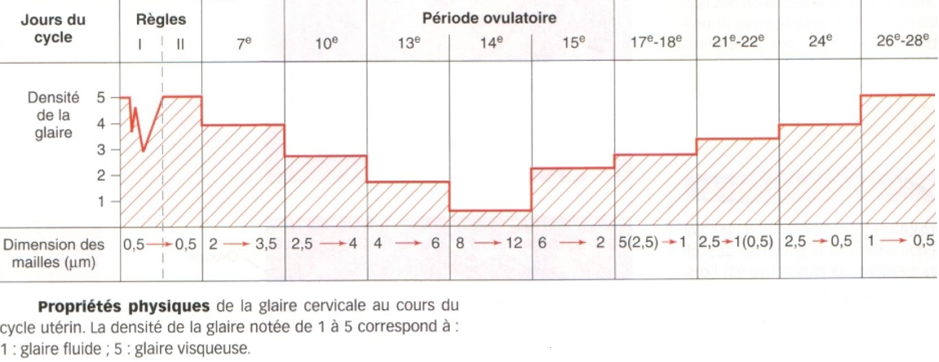 Jours du cycle
Règles
Période ovulatoire
I II 7e 10e 13e 14e 15e 17e-18e 21e-22e 24e 26e-28e
Densité de la glaire
5
4
3
2
1
Dimension des mailles (µm)
0,5→0,5 2 → 3,5 2,5 → 4 4 → 6 8 → 12 6 → 2 5(2,5)→1 2,5→1(0,5) 2,5→0,5 1 → 0,5
Propriétés physiques de la glaire cervicale au cours du
cycle utérin. La densité de la glaire notée de 1 à 5 correspond à :
1 : glaire fluide ; 5 : glaire visqueuse.